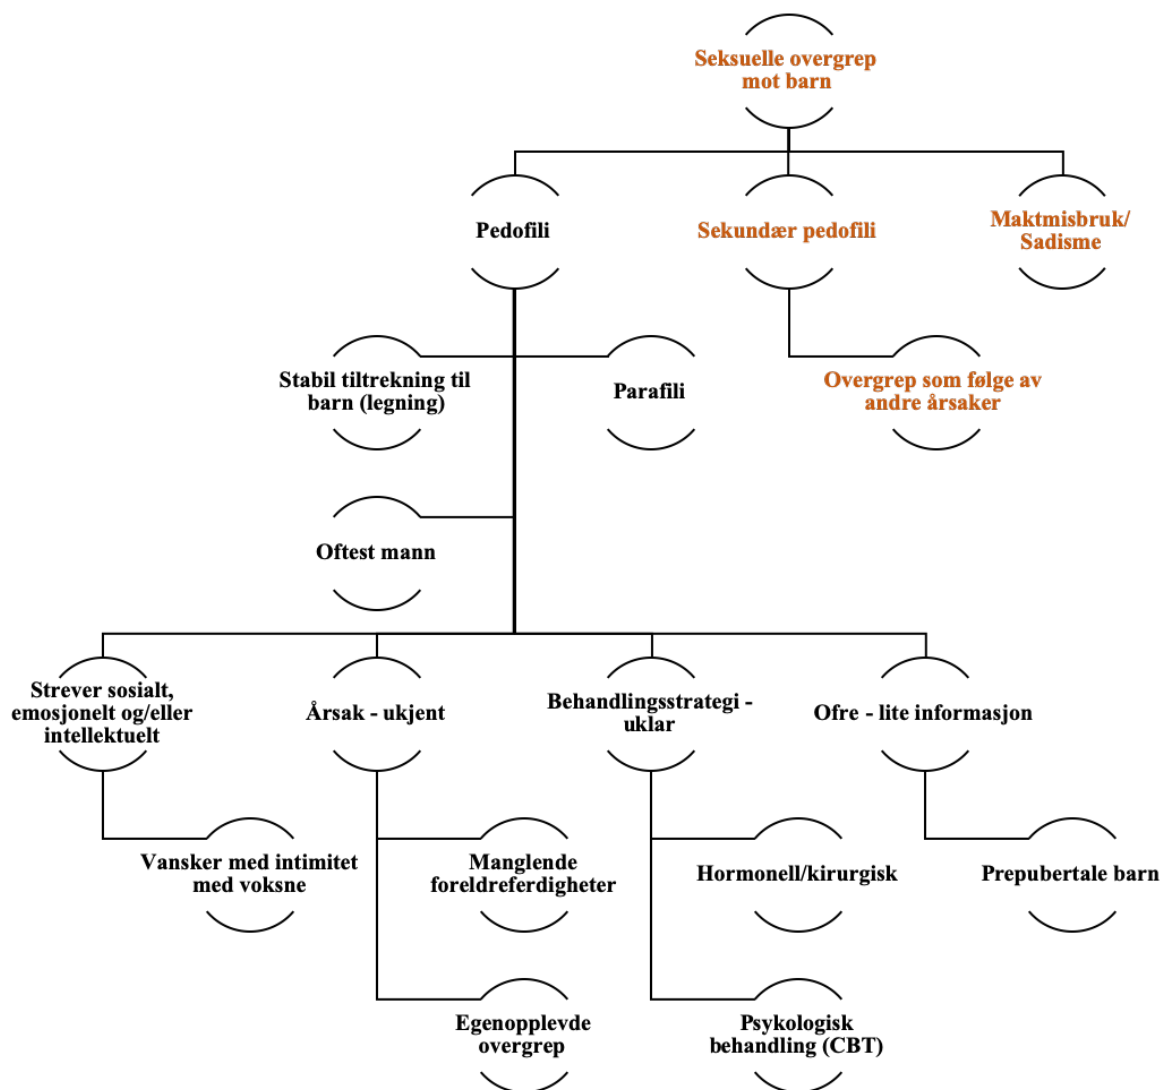 Seksuelle overgrep
mot barn
Pedofili
Sekundær pedofili
Maktmisbruk/
Sadisme
Stabil tiltrekning til
barn (legning)
Parafili
Overgrep som følge av
andre årsaker
Oftest mann
Strever sosialt,
emosjonelt og/eller
intellektuelt
Årsak - ukjent
Behandlingsstrategi -
uklar
Ofre - lite informasjon
Vansker med intimitet
med voksne
Manglende
foreldreferdigheter
Hormonell/kirurgisk
Prepubertale barn
Egenopplevde
overgrep
Psykologisk
behandling (CBT)